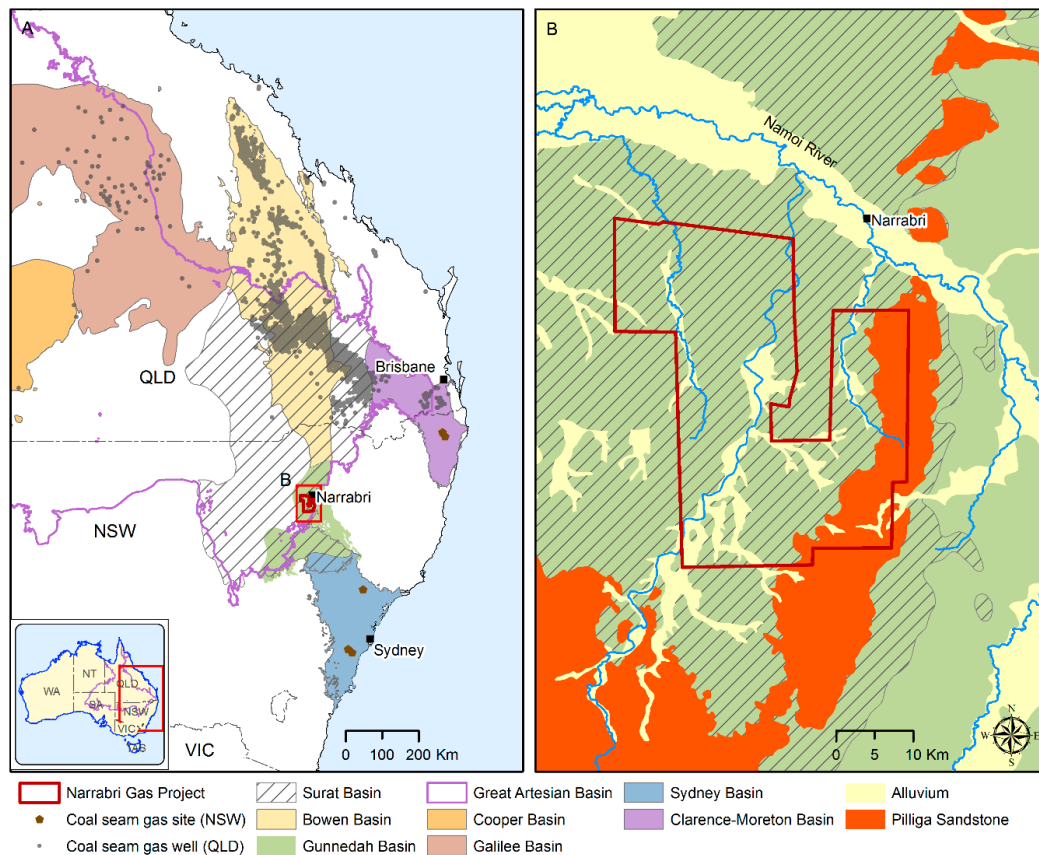 A
QLD
Brisbane
B
Narrabri
NSW
Sydney
VIC
0 100 200 Km
WA
NT
QLD
SA
NSW
VIC
TAS
B
Namoi River
Narrabri
0 5 10 Km
N
W E
S
Narrabri Gas Project
Surat Basin
Great Artesian Basin
Sydney Basin
Alluvium
Coal seam gas site (NSW)
Bowen Basin
Cooper Basin
Clarence-Moreton Basin
Pilliga Sandstone
Coal seam gas well (QLD)
Gunnedah Basin
Galilee Basin